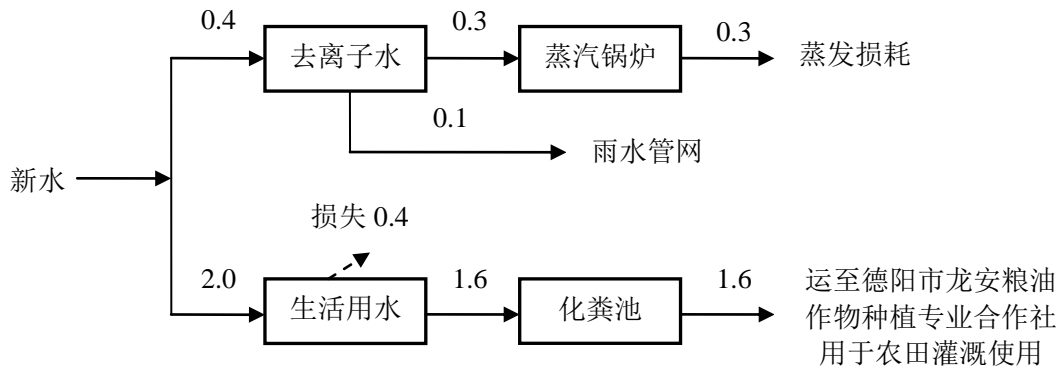 0.4
去离子水
0.3
蒸汽锅炉
0.3
蒸发损耗
0.1
雨水管网
新水
损失 0.4
2.0
生活用水
1.6
化粪池
1.6
运至德阳市龙安粮油
作物种植专业合作社
用于农田灌溉使用